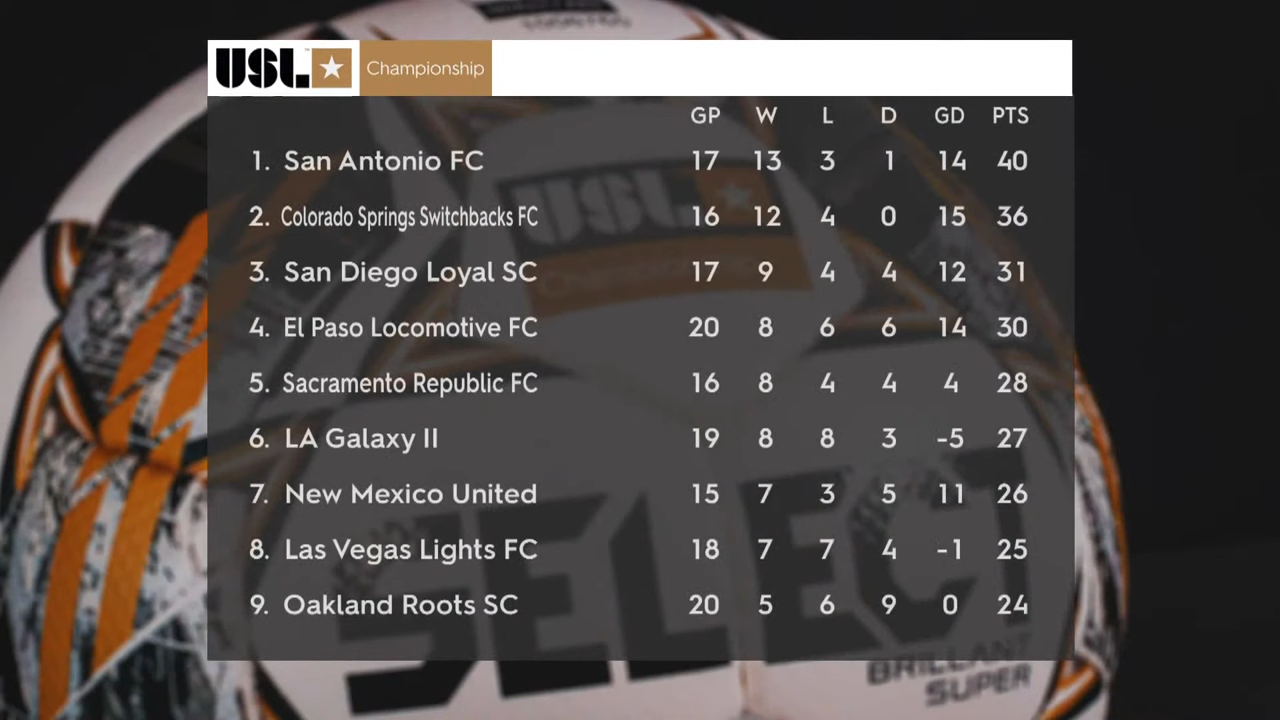 USL Championship
GP W L D GD PTS
1. San Antonio FC 17 13 3 1 14 40
2. Colorado Springs Switchbacks FC 16 12 4 0 15 36
3. San Diego Loyal SC 17 9 4 4 12 31
4. El Paso Locomotive FC 20 8 6 6 14 30
5. Sacramento Republic FC 16 8 4 4 4 28
6. LA Galaxy II 19 8 8 3 -5 27
7. New Mexico United 15 7 3 5 11 26
8. Las Vegas Lights FC 18 7 7 4 -1 25
9. Oakland Roots SC 20 5 6 9 0 24
USL
SELECT
BRILLANT
SUPER